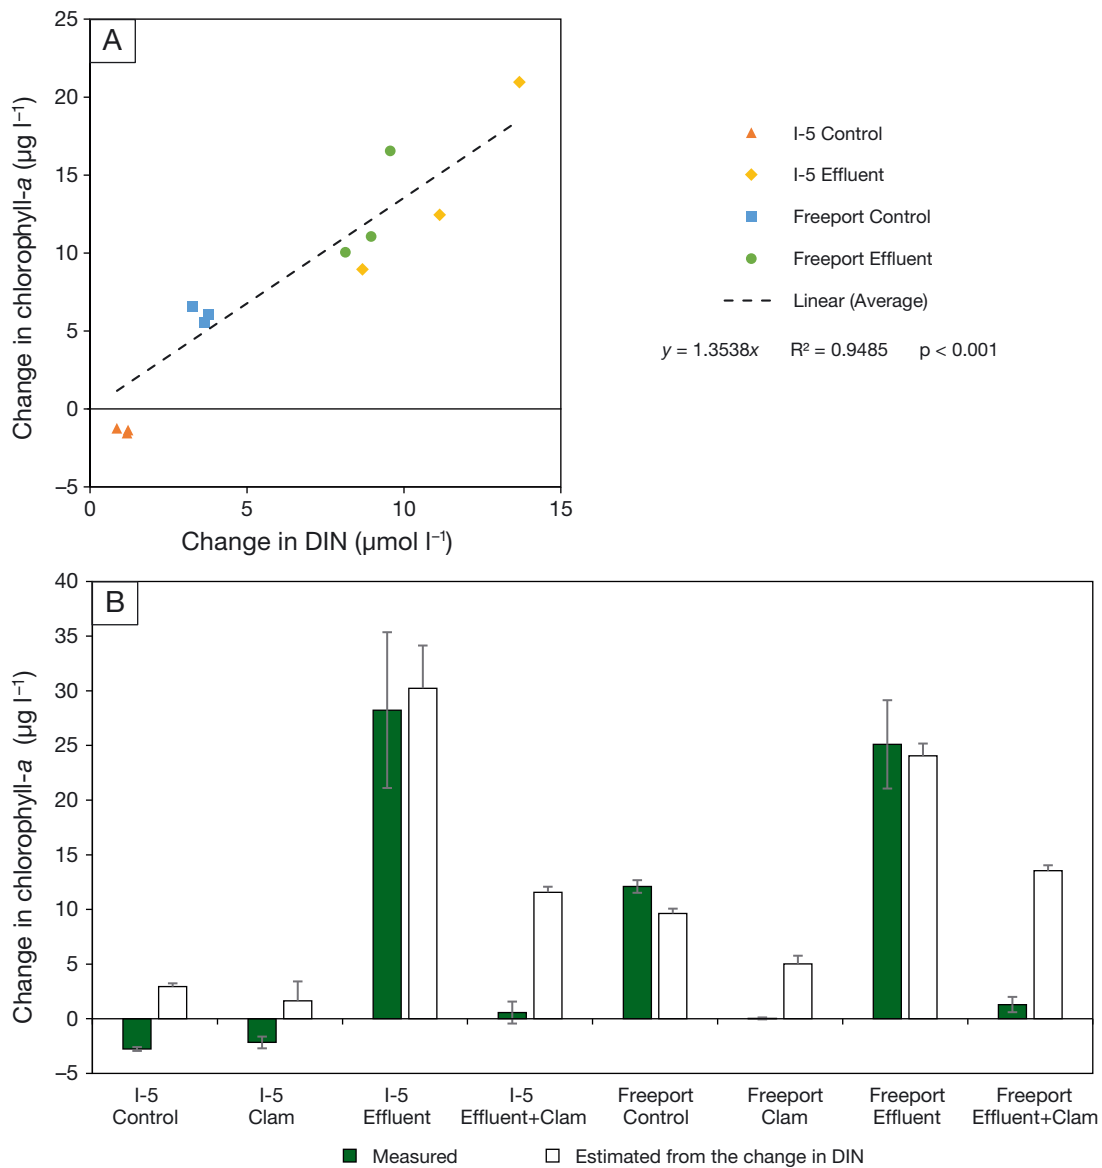 A
25
20
15
10
5
0
−5
0
5
10
15
Change in chlorophyll-a (µg l⁻¹)
Change in DIN (µmol l⁻¹)
I-5 Control
I-5 Effluent
Freeport Control
Freeport Effluent
Linear (Average)
y = 1.3538x R² = 0.9485 p < 0.001
B
40
35
30
25
20
15
10
5
0
−5
Change in chlorophyll-a (µg l⁻¹)
I-5
Control
I-5
Clam
I-5
Effluent
I-5
Effluent+Clam
Freeport
Control
Freeport
Clam
Freeport
Effluent
Freeport
Effluent+Clam
Measured
Estimated from the change in DIN